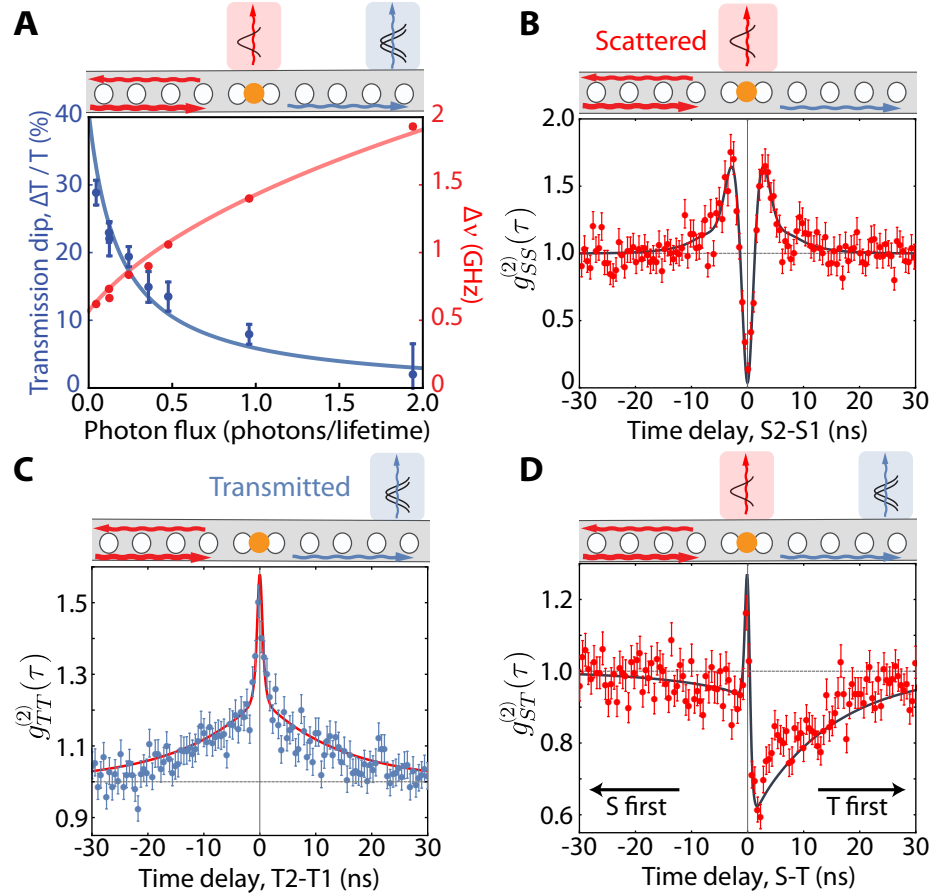 A
Transmission dip, ΔT / T (%)
40
30
20
10
0
2
1.5
1
0.5
0
Δν (GHz)
0.0 0.5 1.0 1.5 2.0
Photon flux (photons/lifetime)
B
Scattered
g_SS^(2)(τ)
2.0
1.5
1.0
0.5
0
-30 -20 -10 0 10 20 30
Time delay, S2-S1 (ns)
C
Transmitted
g_TT^(2)(τ)
1.5
1.3
1.1
0.9
-30 -20 -10 0 10 20 30
Time delay, T2-T1 (ns)
D
g_ST^(2)(τ)
1.2
1.0
0.8
0.6
S first
T first
-30 -20 -10 0 10 20 30
Time delay, S-T (ns)